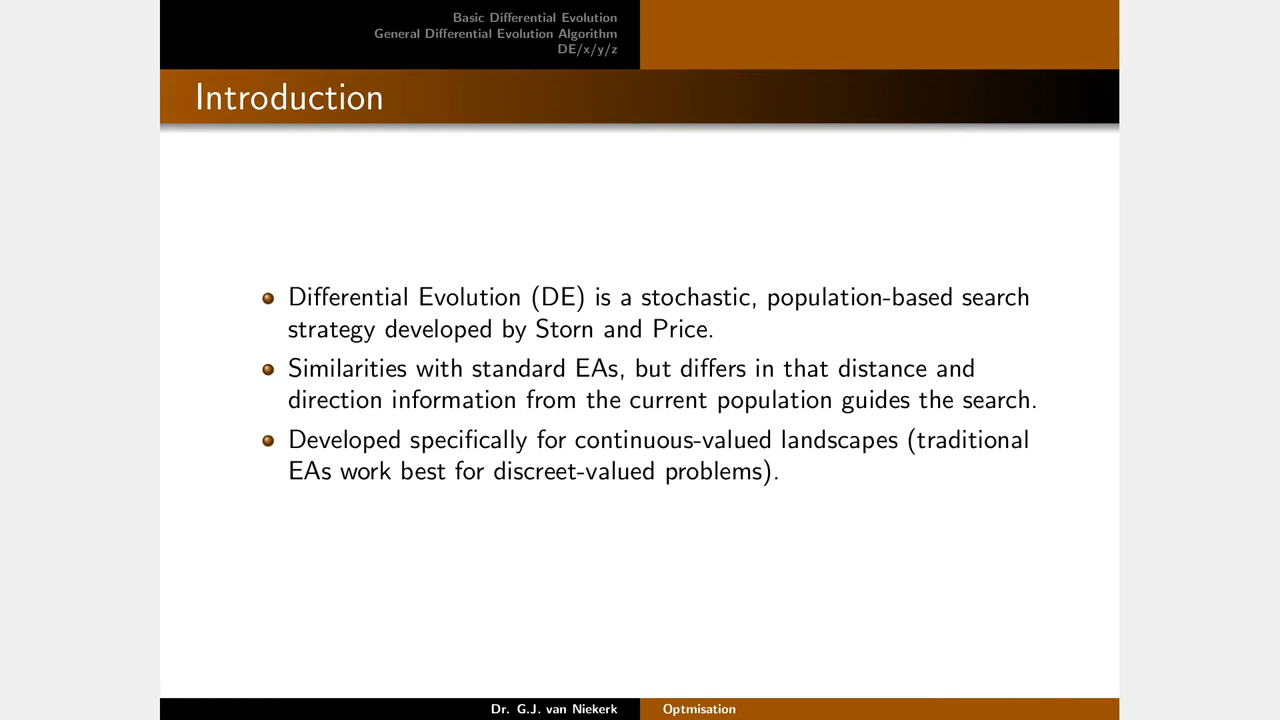 Basic Differential Evolution
General Differential Evolution Algorithm
DE/x/y/z
Introduction
Differential Evolution (DE) is a stochastic, population-based search
strategy developed by Storn and Price.
Similarities with standard EAs, but differs in that distance and
direction information from the current population guides the search.
Developed specifically for continuous-valued landscapes (traditional
EAs work best for discreet-valued problems).
Dr. G.J. van Niekerk
Optmisation